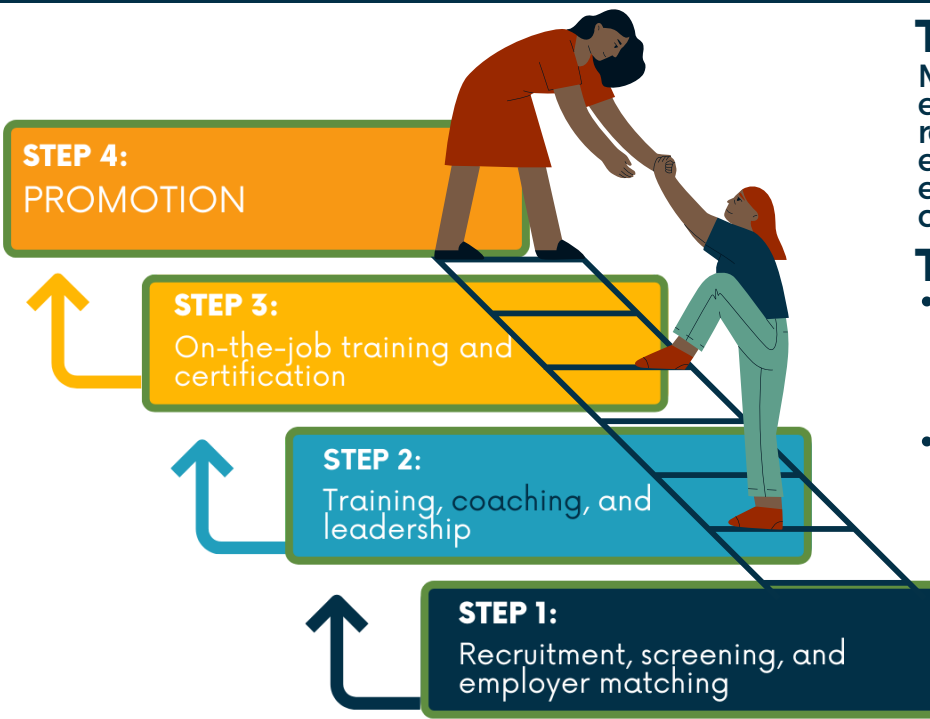 STEP 4:
PROMOTION
STEP 3:
On-the-job training and
certification
STEP 2:
Training, coaching, and
leadership
STEP 1:
Recruitment, screening, and
employer matching